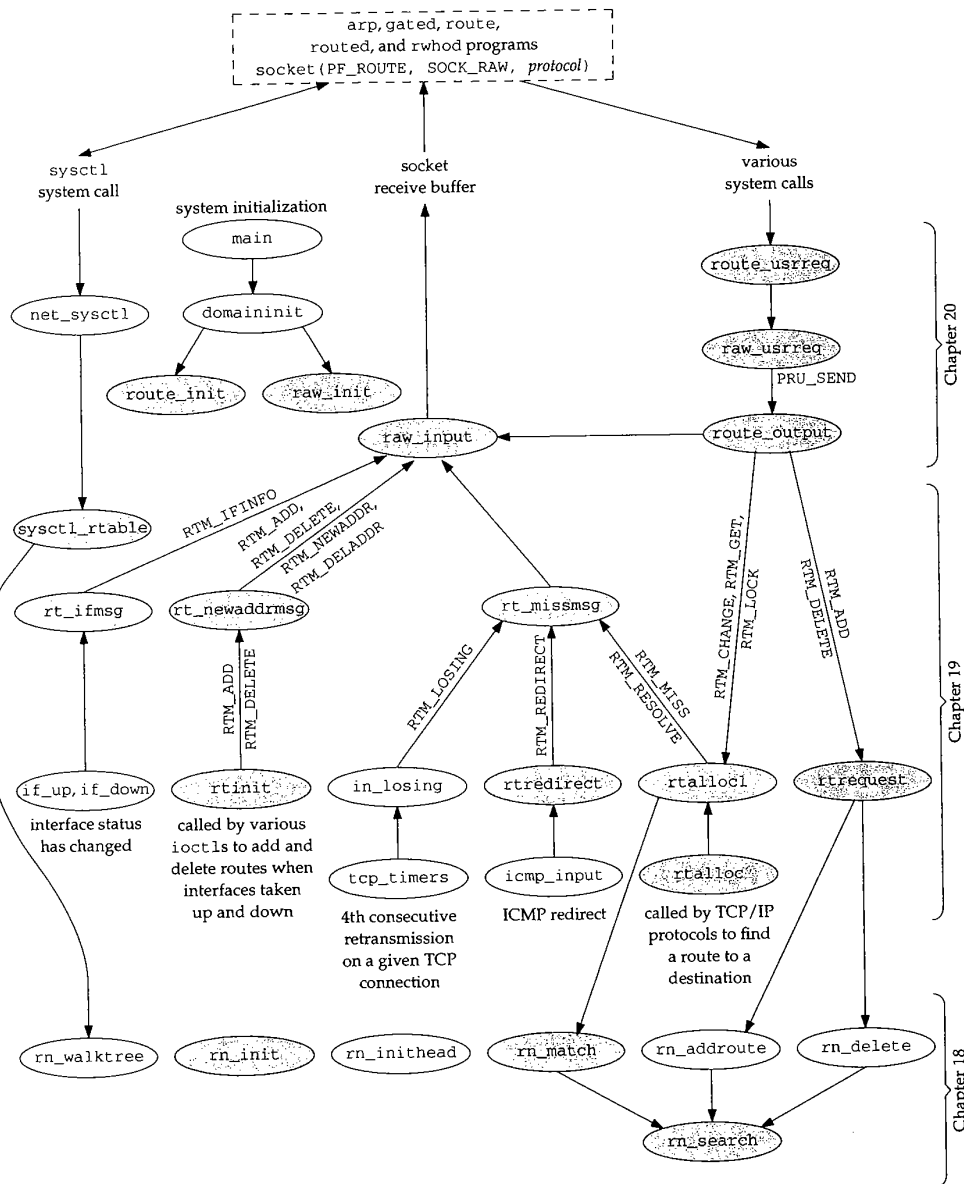 arp, gated, route,
routed, and rwhod programs
socket(PF_ROUTE, SOCK_RAW, protocol)
sysctl
system call
socket
receive buffer
various
system calls
system initialization
main
route_usrreq
net_sysctl
domaininit
raw_usrreq
PRU_SEND
route_init
raw_init
raw_input
route_output
Chapter 20
sysctl_rtable
RTM_IFINFO
RTM_ADD,
RTM_DELETE,
RTM_NEWADDR,
RTM_DELADDR
rt_ifmsg
rt_newaddrmsg
rt_missmsg
RTM_CHANGE, RTM_GET,
RTM_LOCK
RTM_ADD
RTM_DELETE
RTM_ADD
RTM_DELETE
RTM_LOSING
RTM_REDIRECT
RTM_MISS
RTM_RESOLVE
Chapter 19
if_up, if_down
rtinit
in_losing
rtredirect
rtalloc1
rtrequest
interface status
has changed
called by various
ioctls to add and
delete routes when
interfaces taken
up and down
tcp_timers
icmp_input
rtalloc
4th consecutive
retransmission
on a given TCP
connection
ICMP redirect
called by TCP/IP
protocols to find
a route to a
destination
rn_walktree
rn_init
rn_inithead
rn_match
rn_addroute
rn_delete
rn_search
Chapter 18